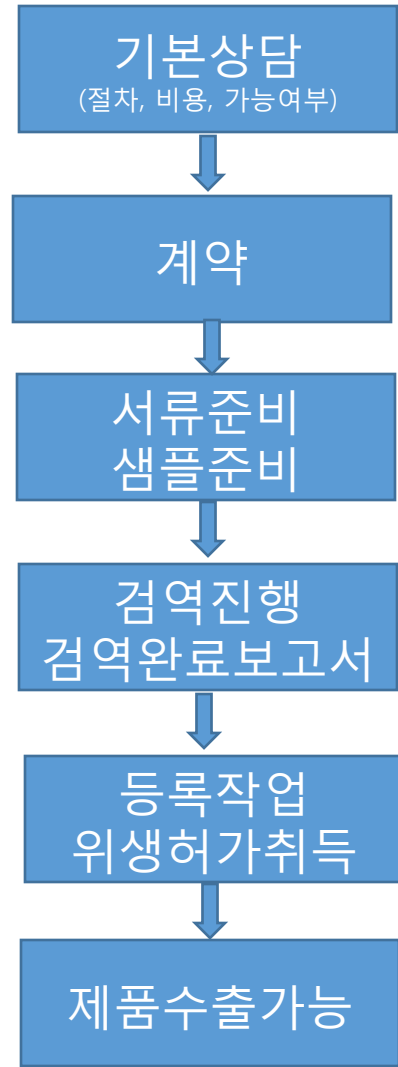 기본상담
(절차, 비용, 가능여부)
계약
서류준비
샘플준비
검역진행
검역완료보고서
등록작업
위생허가취득
제품수출가능